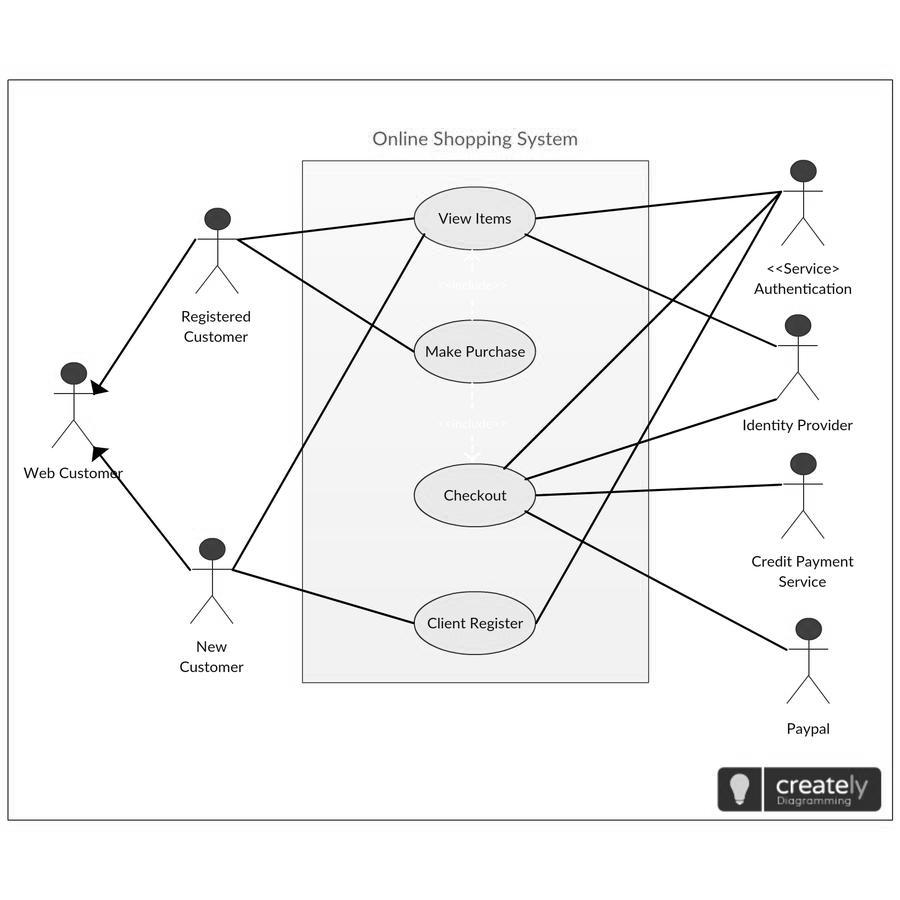 Online Shopping System
View Items
<<Service>
Authentication
Registered
Customer
<<include>>
Make Purchase
Identity Provider
<<include>>
Web Customer
Checkout
Credit Payment
Service
New
Customer
Client Register
Paypal
creately
Diagramming